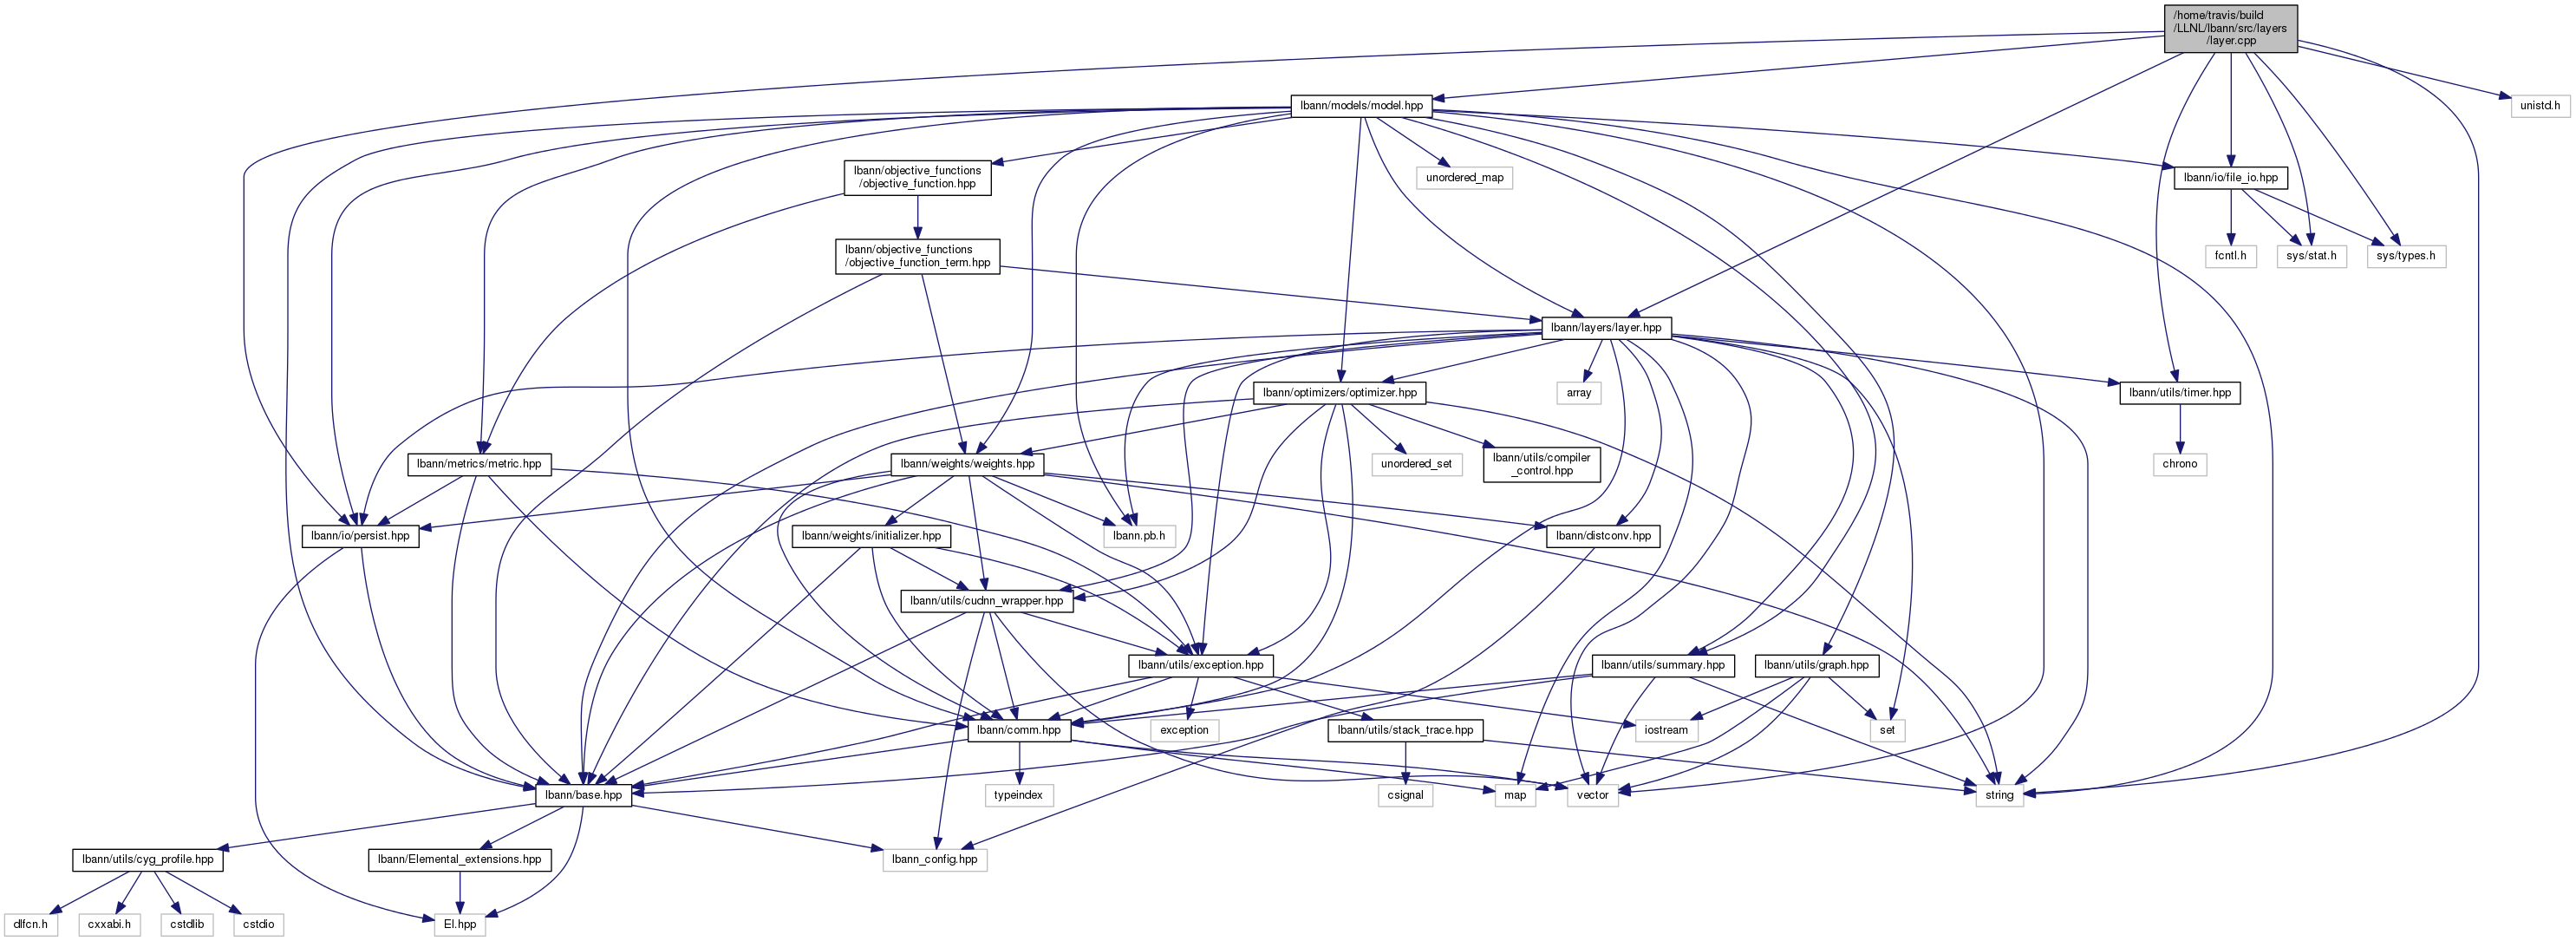 /home/travis/build
/LLNL/lbann/src/layers
/layer.cpp
lbann/models/model.hpp
unistd.h
lbann/objective_functions
/objective_function.hpp
unordered_map
lbann/io/file_io.hpp
lbann/objective_functions
/objective_function_term.hpp
fcntl.h
sys/stat.h
sys/types.h
lbann/layers/layer.hpp
lbann/optimizers/optimizer.hpp
array
lbann/utils/timer.hpp
lbann/metrics/metric.hpp
lbann/weights/weights.hpp
unordered_set
lbann/utils/compiler
_control.hpp
chrono
lbann/io/persist.hpp
lbann/weights/initializer.hpp
lbann.pb.h
lbann/distconv.hpp
lbann/utils/cudnn_wrapper.hpp
lbann/utils/exception.hpp
lbann/utils/summary.hpp
lbann/utils/graph.hpp
lbann/comm.hpp
exception
lbann/utils/stack_trace.hpp
iostream
set
lbann/base.hpp
typeindex
csignal
map
vector
string
lbann/utils/cyg_profile.hpp
lbann/Elemental_extensions.hpp
lbann_config.hpp
dlfcn.h
cxxabi.h
cstdlib
cstdio
El.hpp